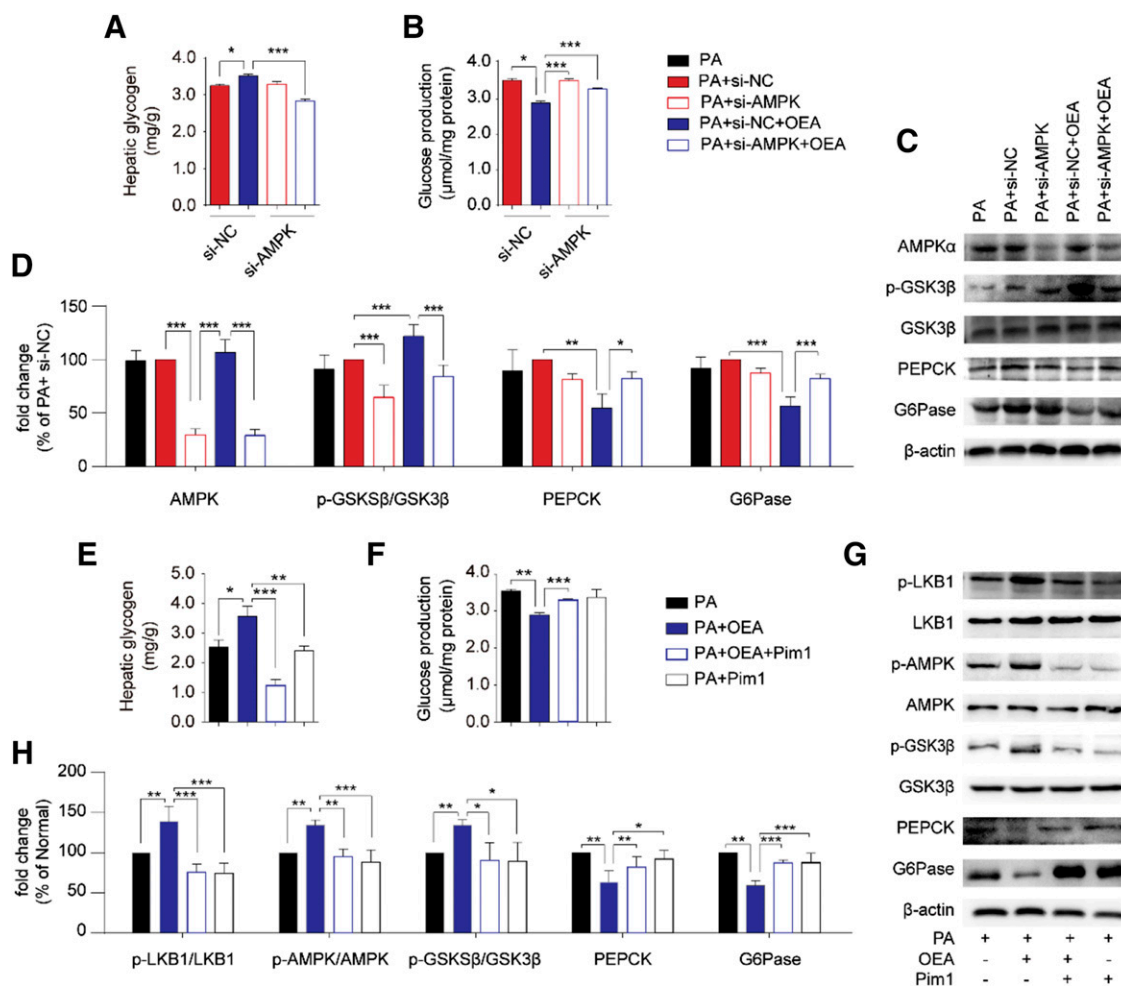 A
Hepatic glycogen
(mg/g)
4.0
3.0
2.0
1.0
0.0
*
***
si-NC
si-AMPK
B
Glucose production
(μmol/mg protein)
4.0
3.0
2.0
1.0
0.0
*
***
***
si-NC
si-AMPK
PA
PA+si-NC
PA+si-AMPK
PA+si-NC+OEA
PA+si-AMPK+OEA
C
PA
PA+si-NC
PA+si-AMPK
PA+si-NC+OEA
PA+si-AMPK+OEA
AMPKα
p-GSK3β
GSK3β
PEPCK
G6Pase
β-actin
D
fold change
(% of PA+ si-NC)
150
100
50
0
*** *** ***
*** *** ***
** *
*** ***
AMPK
p-GSKSβ/GSK3β
PEPCK
G6Pase
E
Hepatic glycogen
(mg/g)
5.0
4.0
3.0
2.0
1.0
0.0
*
**
***
F
Glucose production
(μmol/mg protein)
4.0
3.0
2.0
1.0
0.0
** ***
PA
PA+OEA
PA+OEA+Pim1
PA+Pim1
G
p-LKB1
LKB1
p-AMPK
AMPK
p-GSK3β
GSK3β
PEPCK
G6Pase
β-actin
PA + + + +
OEA - + + -
Pim1 - - + +
H
fold change
(% of Normal)
200
150
100
50
0
** *** ***
** ** ***
** * *
** ** *
** *** ***
p-LKB1/LKB1
p-AMPK/AMPK
p-GSKSβ/GSK3β
PEPCK
G6Pase